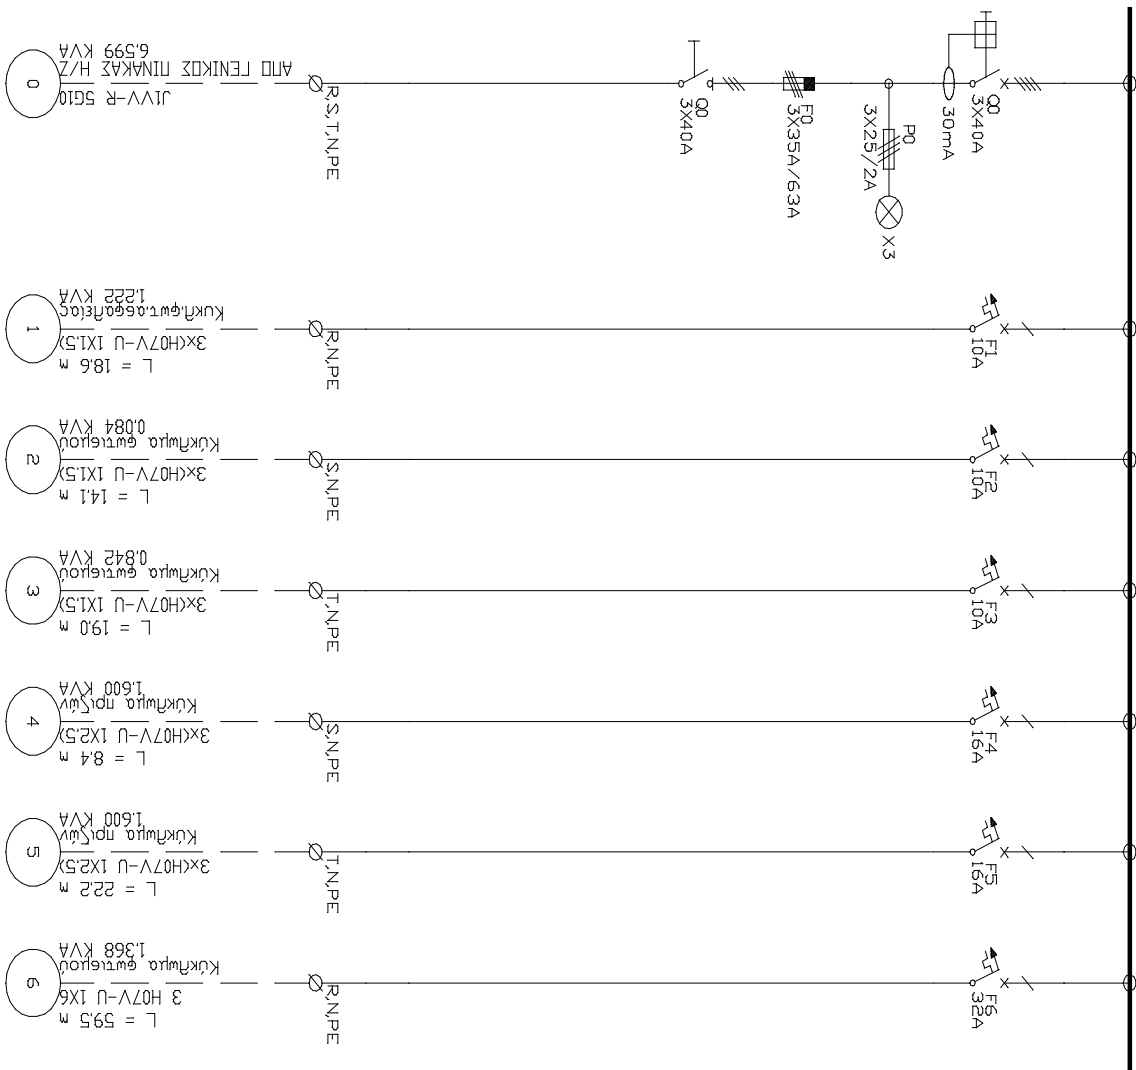 0
6.599 KVA
ΑΠΟ ΓΕΝΙΚΟΣ ΠΙΝΑΚΑΣ Η/Ζ
J1VV-R 5G10
R,S,T,N,PE
Q0
3X40A
F0
3X35A/63A
P0
3X25/2A
X3
30mA
Q0
3X40A
1
1.222 KVA
Κυκλ.φωτ.ασφαλείας
3x(H07V-U 1X1.5)
L = 18.6 m
R,N,PE
F1
10A
2
0.084 KVA
Κύκλωμα φωτισμού
3x(H07V-U 1X1.5)
L = 14.1 m
S,N,PE
F2
10A
3
0.842 KVA
Κύκλωμα φωτισμού
3x(H07V-U 1X1.5)
L = 19.0 m
T,N,PE
F3
10A
4
1.600 KVA
Κύκλωμα πριζών
3x(H07V-U 1X2.5)
L = 8.4 m
S,N,PE
F4
16A
5
1.600 KVA
Κύκλωμα πριζών
3x(H07V-U 1X2.5)
L = 22.2 m
T,N,PE
F5
16A
6
1.368 KVA
Κύκλωμα φωτισμού
3 H07V-U 1X6
L = 59.5 m
R,N,PE
F6
32A